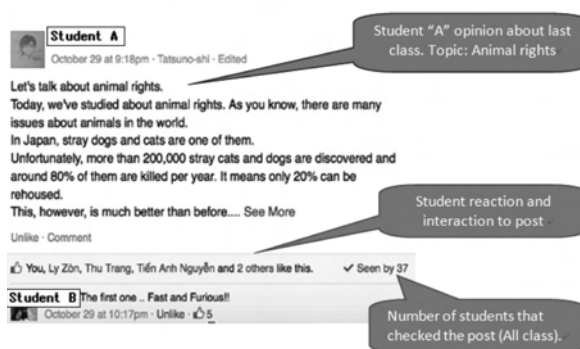 Student A
October 29 at 9:18pm · Tatsuno-shi · Edited
Student "A" opinion about last
class. Topic: Animal rights
Let's talk about animal rights.
Today, we've studied about animal rights. As you know, there are many
issues about animals in the world.
In Japan, stray dogs and cats are one of them.
Unfortunately, more than 200,000 stray cats and dogs are discovered and
around 80% of them are killed per year. It means only 20% can be
rehoused.
This, however, is much better than before.... See More
Student reaction and
interaction to post
Unlike · Comment
You, Ly Zòn, Thu Trang, Tiến Anh Nguyễn and 2 others like this.
✓ Seen by 37
Student B The first one .. Fast and Furious!!
October 29 at 10:17pm · Unlike · 5
Number of students that
checked the post (All class).